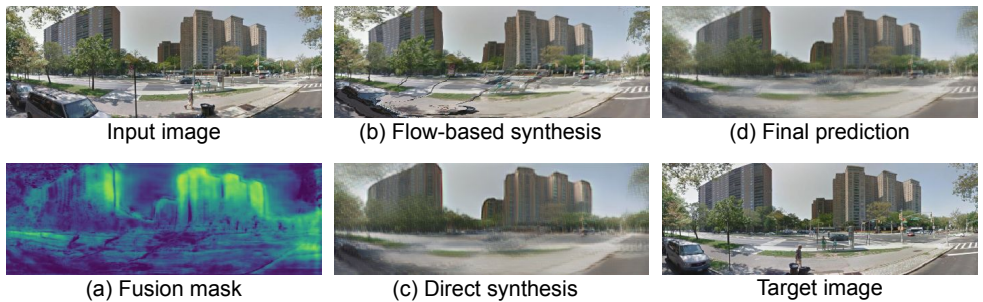 Input image
(b) Flow-based synthesis
(d) Final prediction
(a) Fusion mask
(c) Direct synthesis
Target image